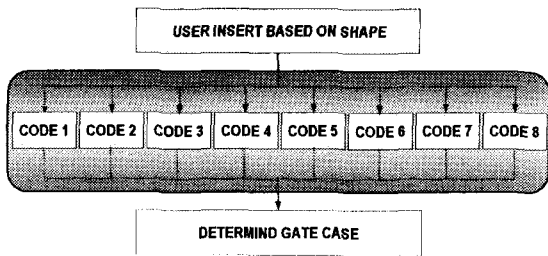 USER INSERT BASED ON SHAPE
CODE 1 CODE 2 CODE 3 CODE 4 CODE 5 CODE 6 CODE 7 CODE 8
DETERMIND GATE CASE